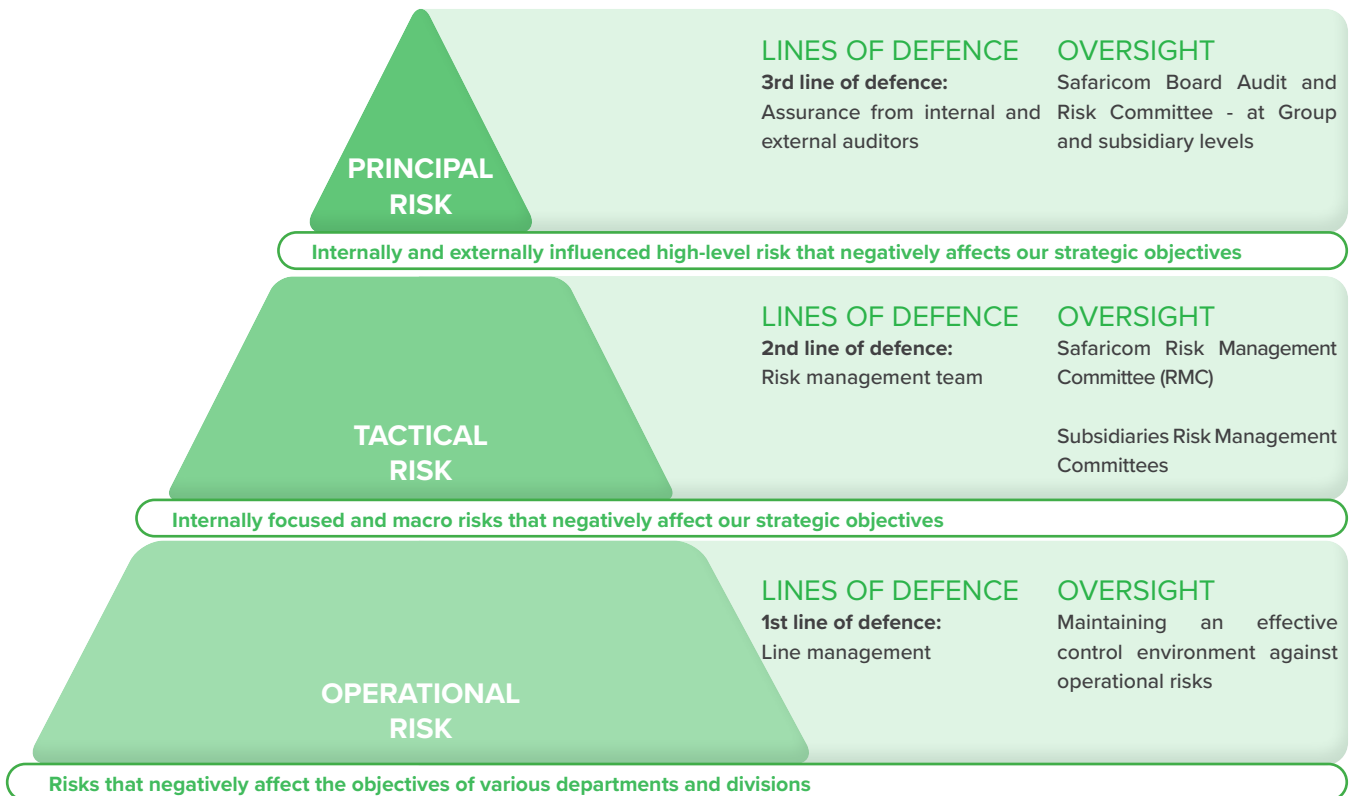 PRINCIPAL
RISK
LINES OF DEFENCE
3rd line of defence:
Assurance from internal and
external auditors
OVERSIGHT
Safaricom Board Audit and
Risk Committee - at Group
and subsidiary levels
Internally and externally influenced high-level risk that negatively affects our strategic objectives
TACTICAL
RISK
LINES OF DEFENCE
2nd line of defence:
Risk management team
OVERSIGHT
Safaricom Risk Management
Committee (RMC)
Subsidiaries Risk Management
Committees
Internally focused and macro risks that negatively affect our strategic objectives
OPERATIONAL
RISK
LINES OF DEFENCE
1st line of defence:
Line management
OVERSIGHT
Maintaining an effective
control environment against
operational risks
Risks that negatively affect the objectives of various departments and divisions